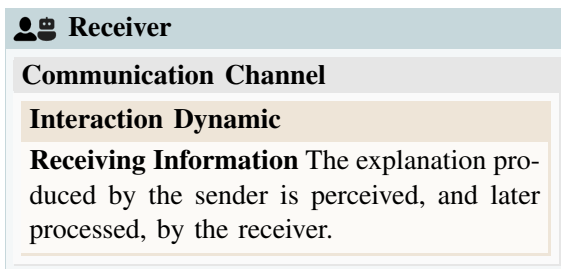 Receiver
Communication Channel
Interaction Dynamic
Receiving Information The explanation pro-
duced by the sender is perceived, and later
processed, by the receiver.